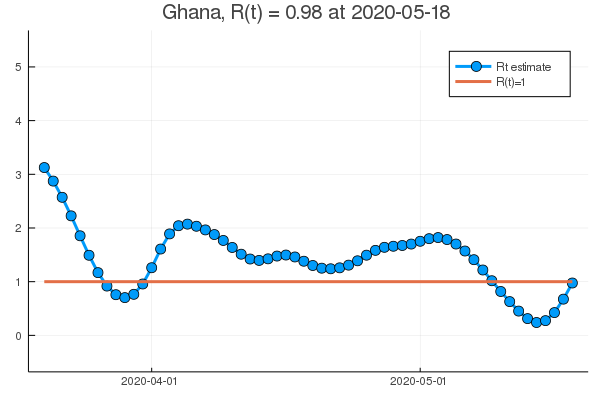 Ghana, R(t) = 0.98 at 2020-05-18
Rt estimate
R(t)=1
5
4
3
2
1
0
2020-04-01
2020-05-01